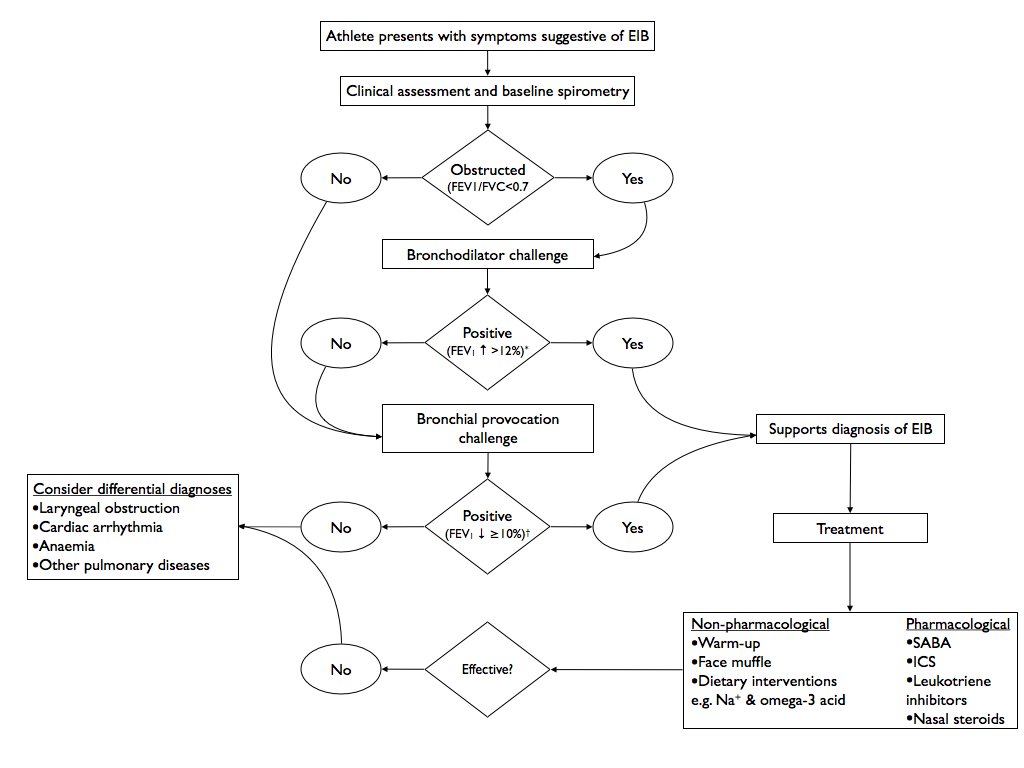 Athlete presents with symptoms suggestive of EIB
Clinical assessment and baseline spirometry
Obstructed
(FEV1/FVC<0.7
No
Yes
Bronchodilator challenge
Positive
(FEV₁ ↑ >12%)*
No
Yes
Bronchial provocation
challenge
Supports diagnosis of EIB
Positive
(FEV₁ ↓ ≥10%)†
No
Yes
Consider differential diagnoses
•Laryngeal obstruction
•Cardiac arrhythmia
•Anaemia
•Other pulmonary diseases
Treatment
Non-pharmacological
•Warm-up
•Face muffle
•Dietary interventions
e.g. Na⁺ & omega-3 acid
Pharmacological
•SABA
•ICS
•Leukotriene
inhibitors
•Nasal steroids
Effective?
No